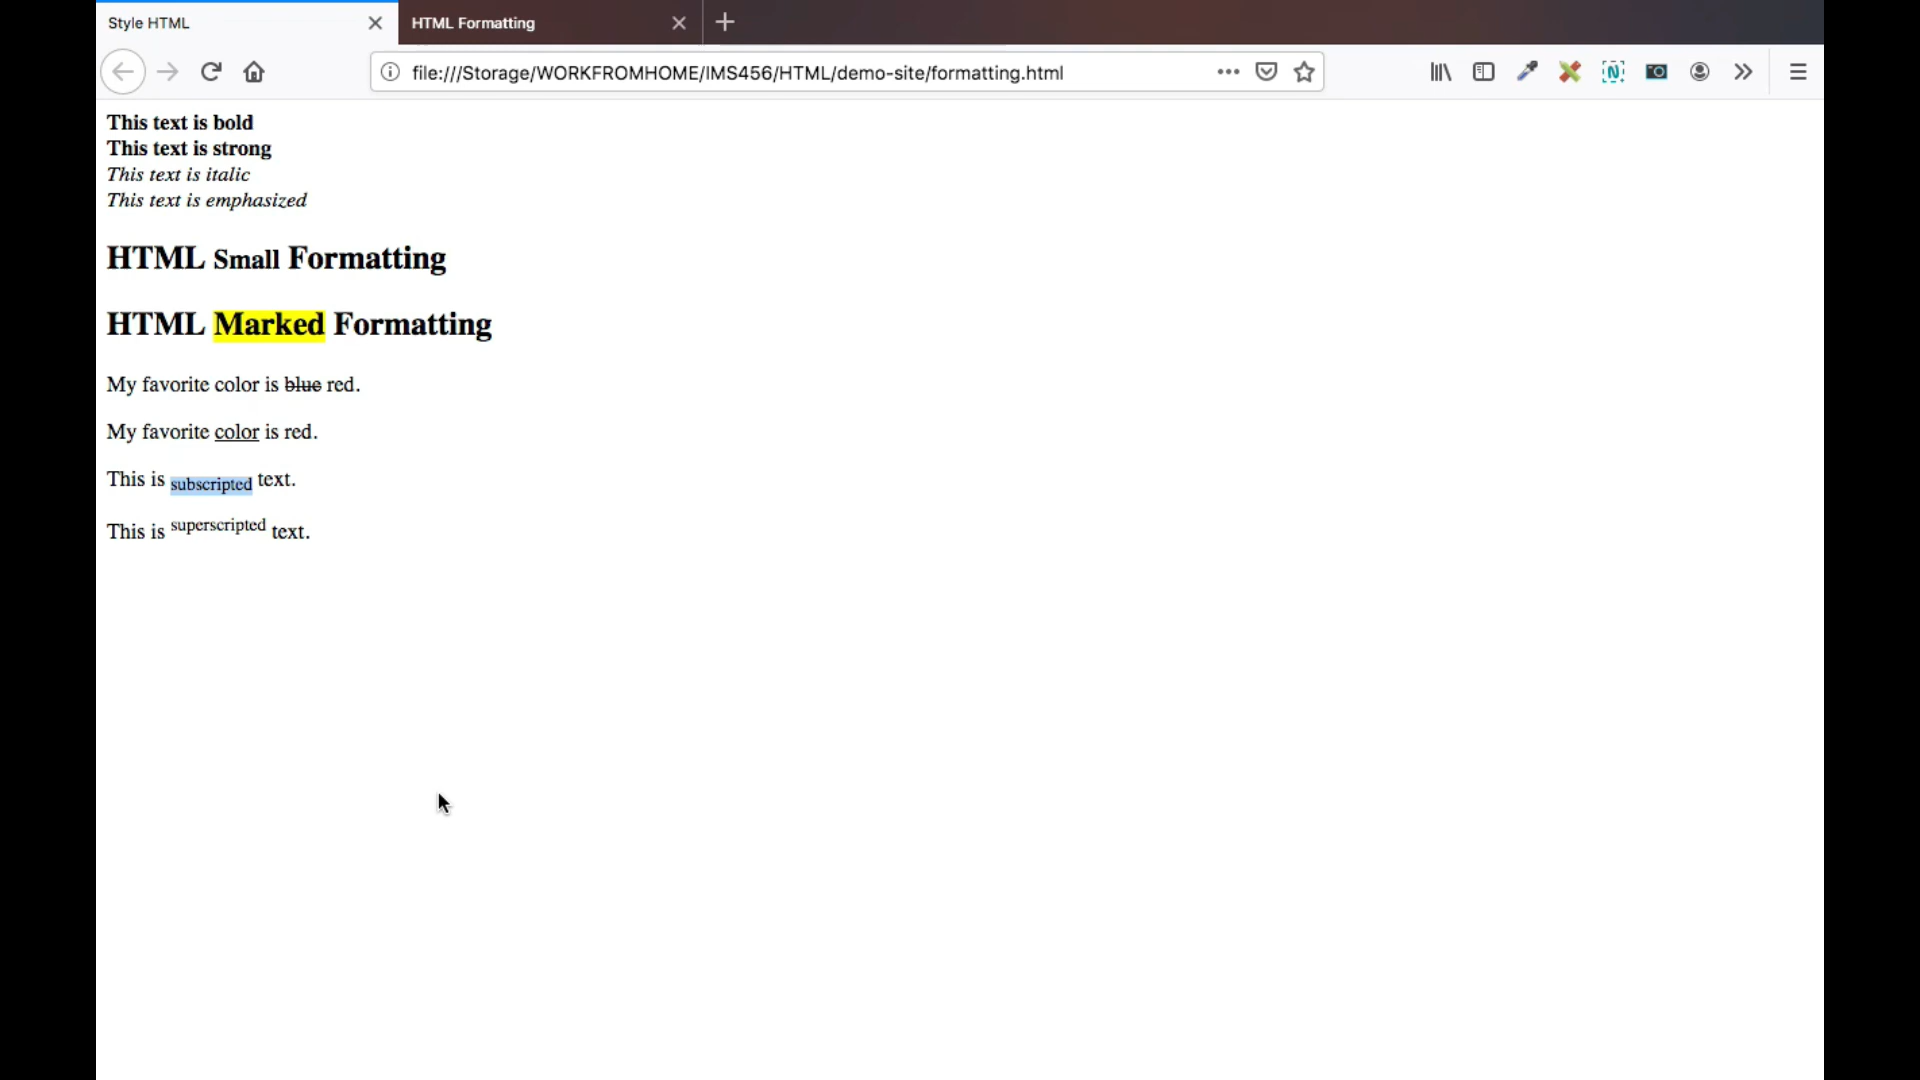 Style HTML
HTML Formatting
file:///Storage/WORKFROMHOME/IMS456/HTML/demo-site/formatting.html
This text is bold
This text is strong
This text is italic
This text is emphasized
HTML Small Formatting
HTML Marked Formatting
My favorite color is blue red.
My favorite color is red.
This is subscripted text.
This is superscripted text.